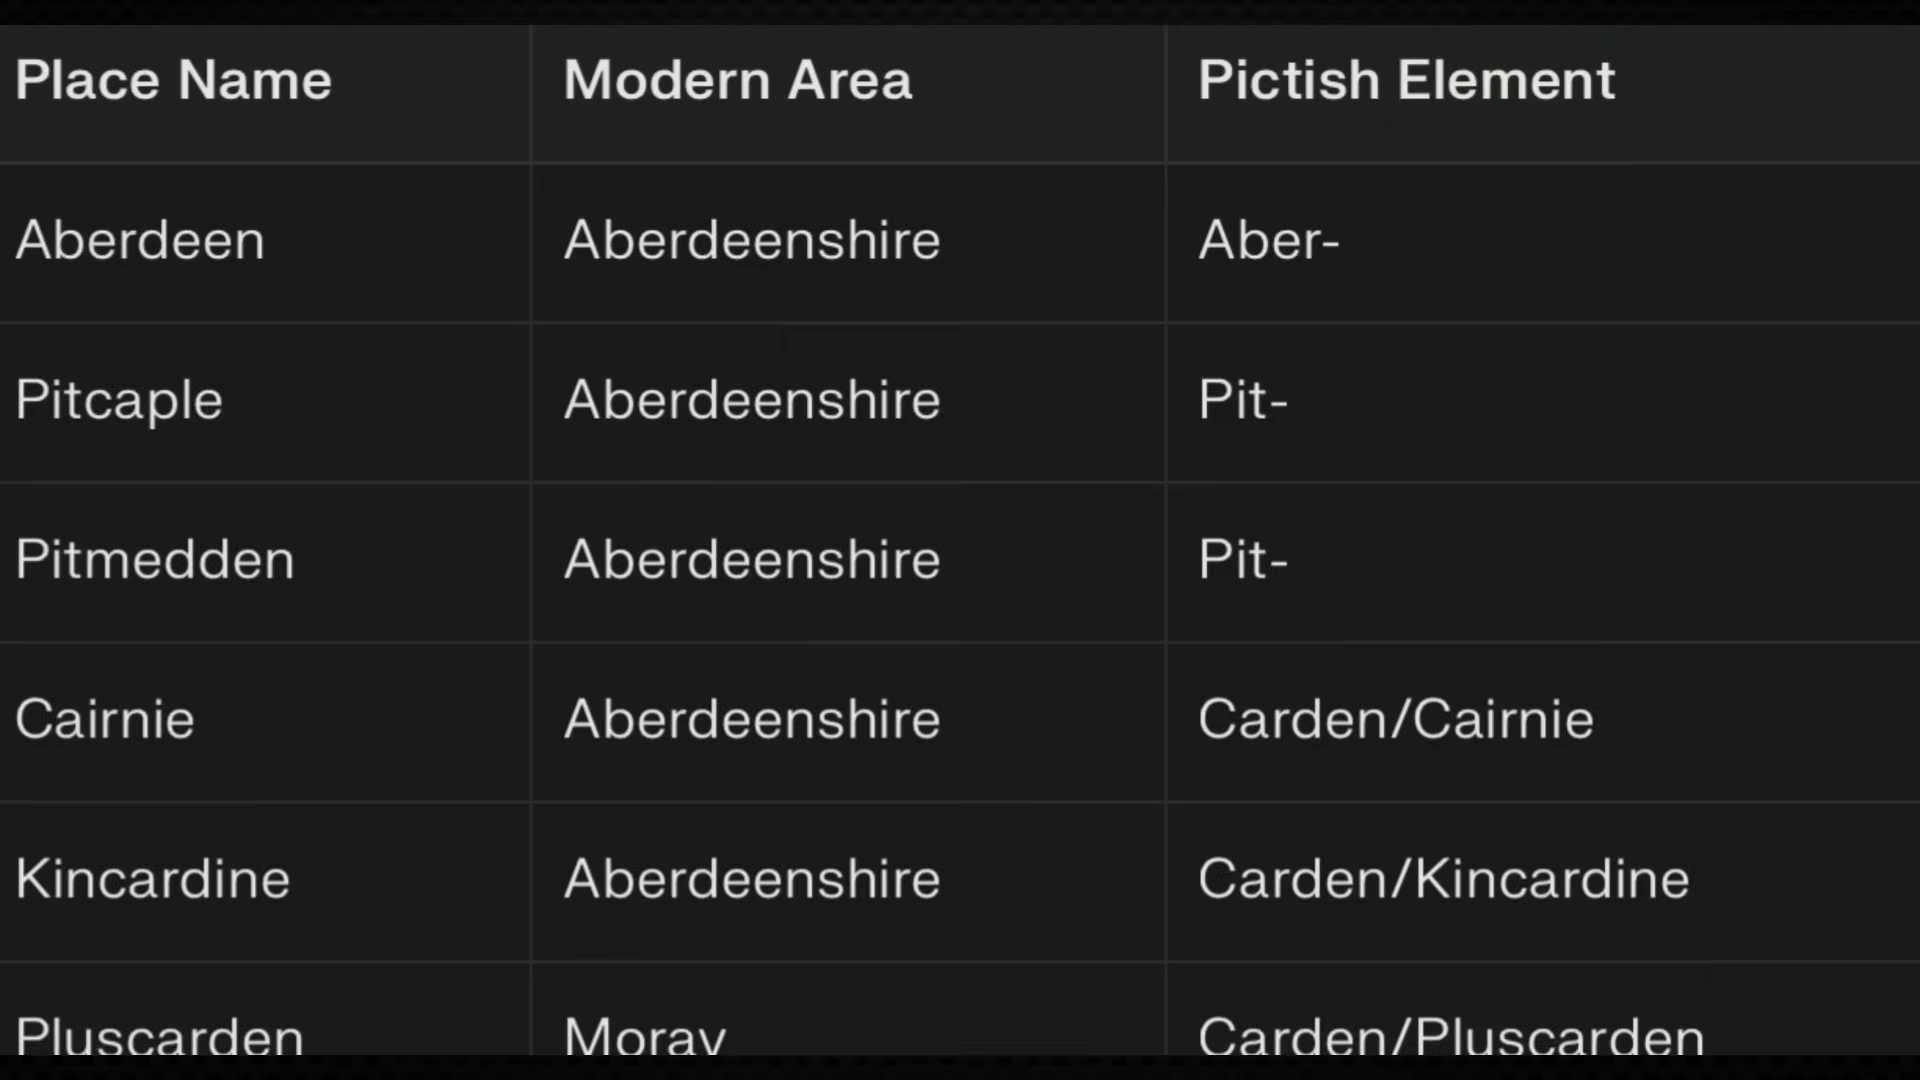 Place Name Modern Area Pictish Element
Aberdeen Aberdeenshire Aber-
Pitcaple Aberdeenshire Pit-
Pitmedden Aberdeenshire Pit-
Cairnie Aberdeenshire Carden/Cairnie
Kincardine Aberdeenshire Carden/Kincardine
Pluscarden Moray Carden/Pluscarden